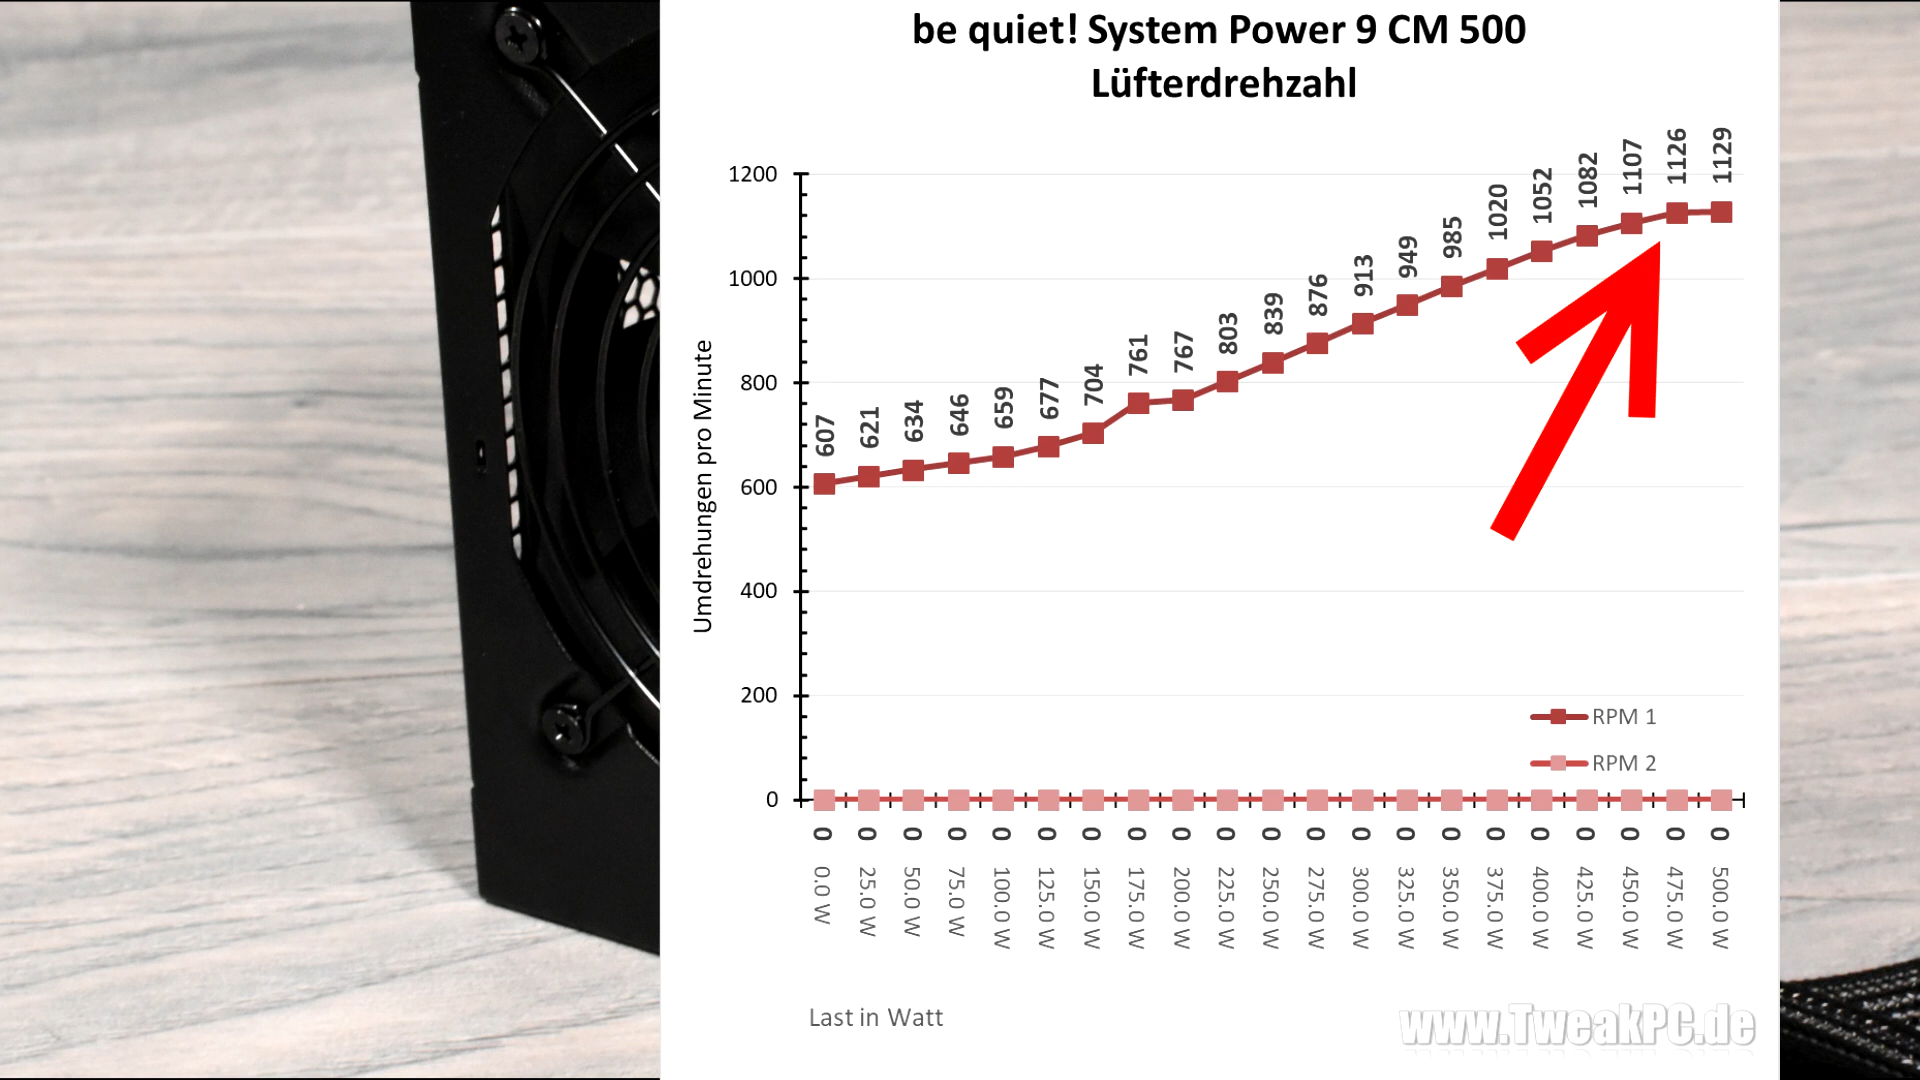 be quiet! System Power 9 CM 500
Lüfterdrehzahl
Umdrehungen pro Minute
1200
1000
800
600
400
200
0
607 621 634 646 659 677 704 761 767 803 839 876 913 949 985 1020 1052 1082 1107 1126 1129
RPM 1
RPM 2
0 0 0 0 0 0 0 0 0 0 0 0 0 0 0 0 0 0 0 0 0
0.0 W 25.0 W 50.0 W 75.0 W 100.0 W 125.0 W 150.0 W 175.0 W 200.0 W 225.0 W 250.0 W 275.0 W 300.0 W 325.0 W 350.0 W 375.0 W 400.0 W 425.0 W 450.0 W 475.0 W 500.0 W
Last in Watt
www.TweakPC.de